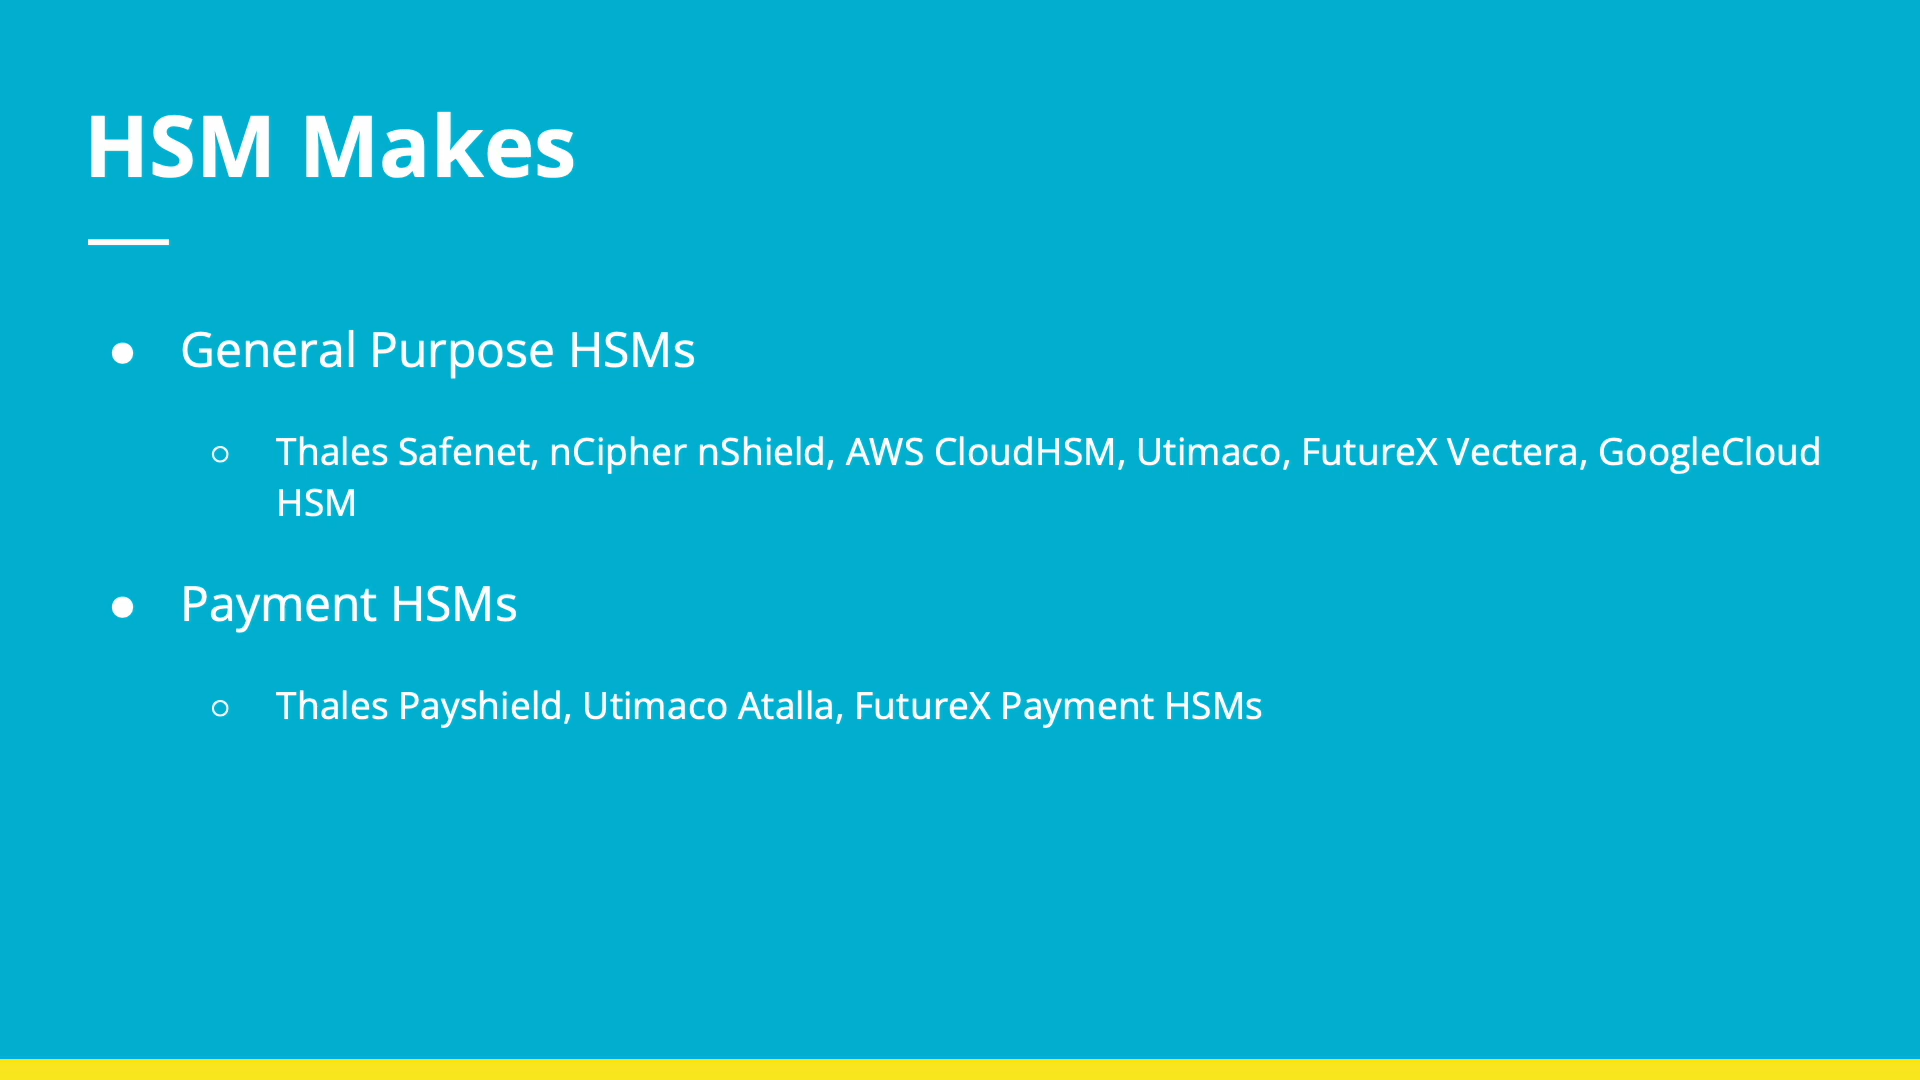 HSM Makes
● General Purpose HSMs
○ Thales Safenet, nCipher nShield, AWS CloudHSM, Utimaco, FutureX Vectera, GoogleCloud
HSM
● Payment HSMs
○ Thales Payshield, Utimaco Atalla, FutureX Payment HSMs